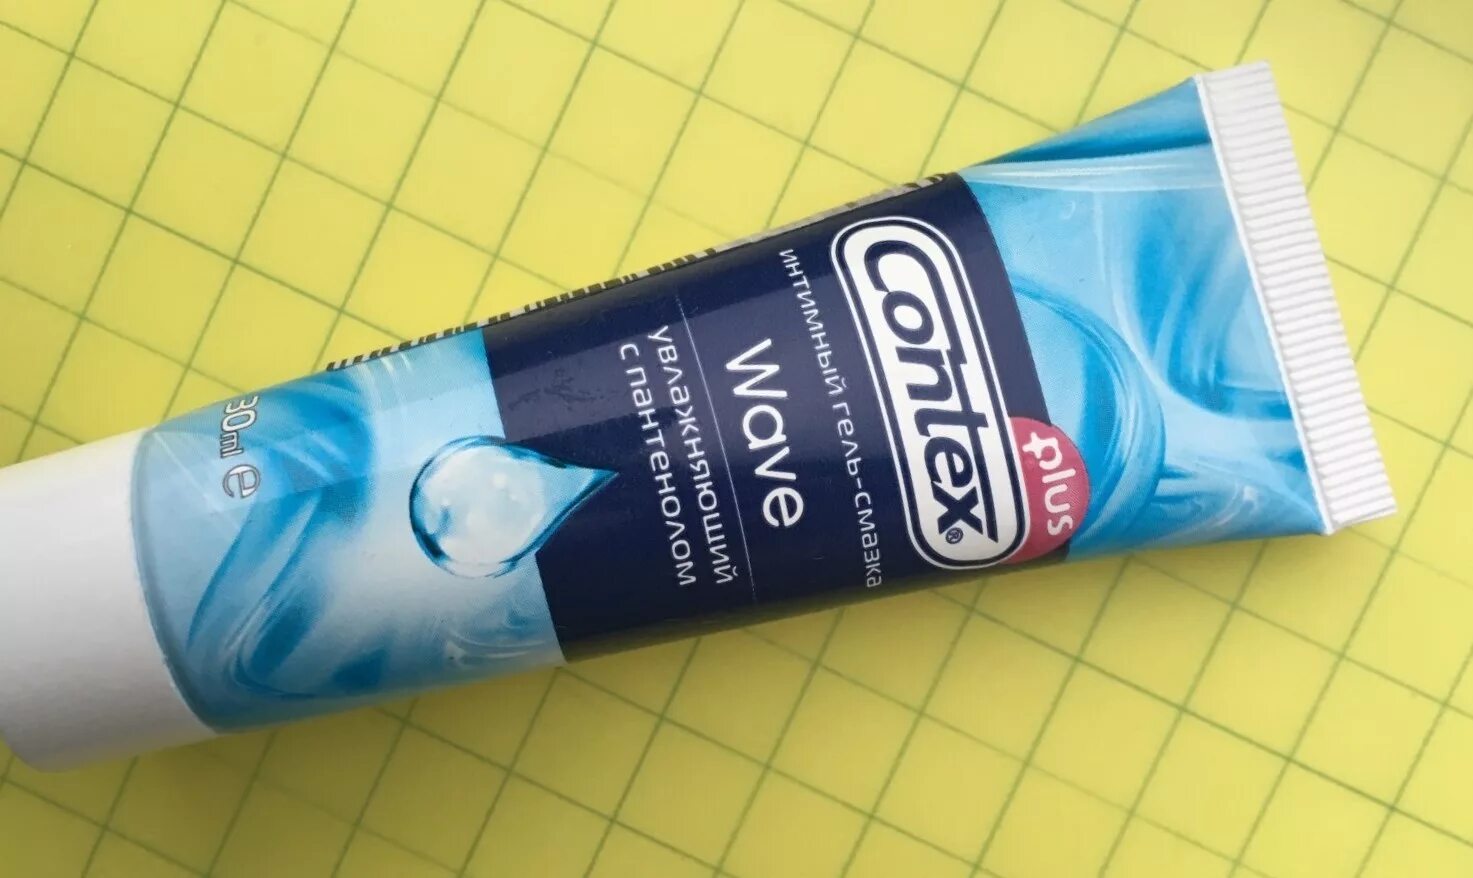 Contex®
plus
интимный гель-смазка
wave
увлажняющий
с пантенолом
30ml e